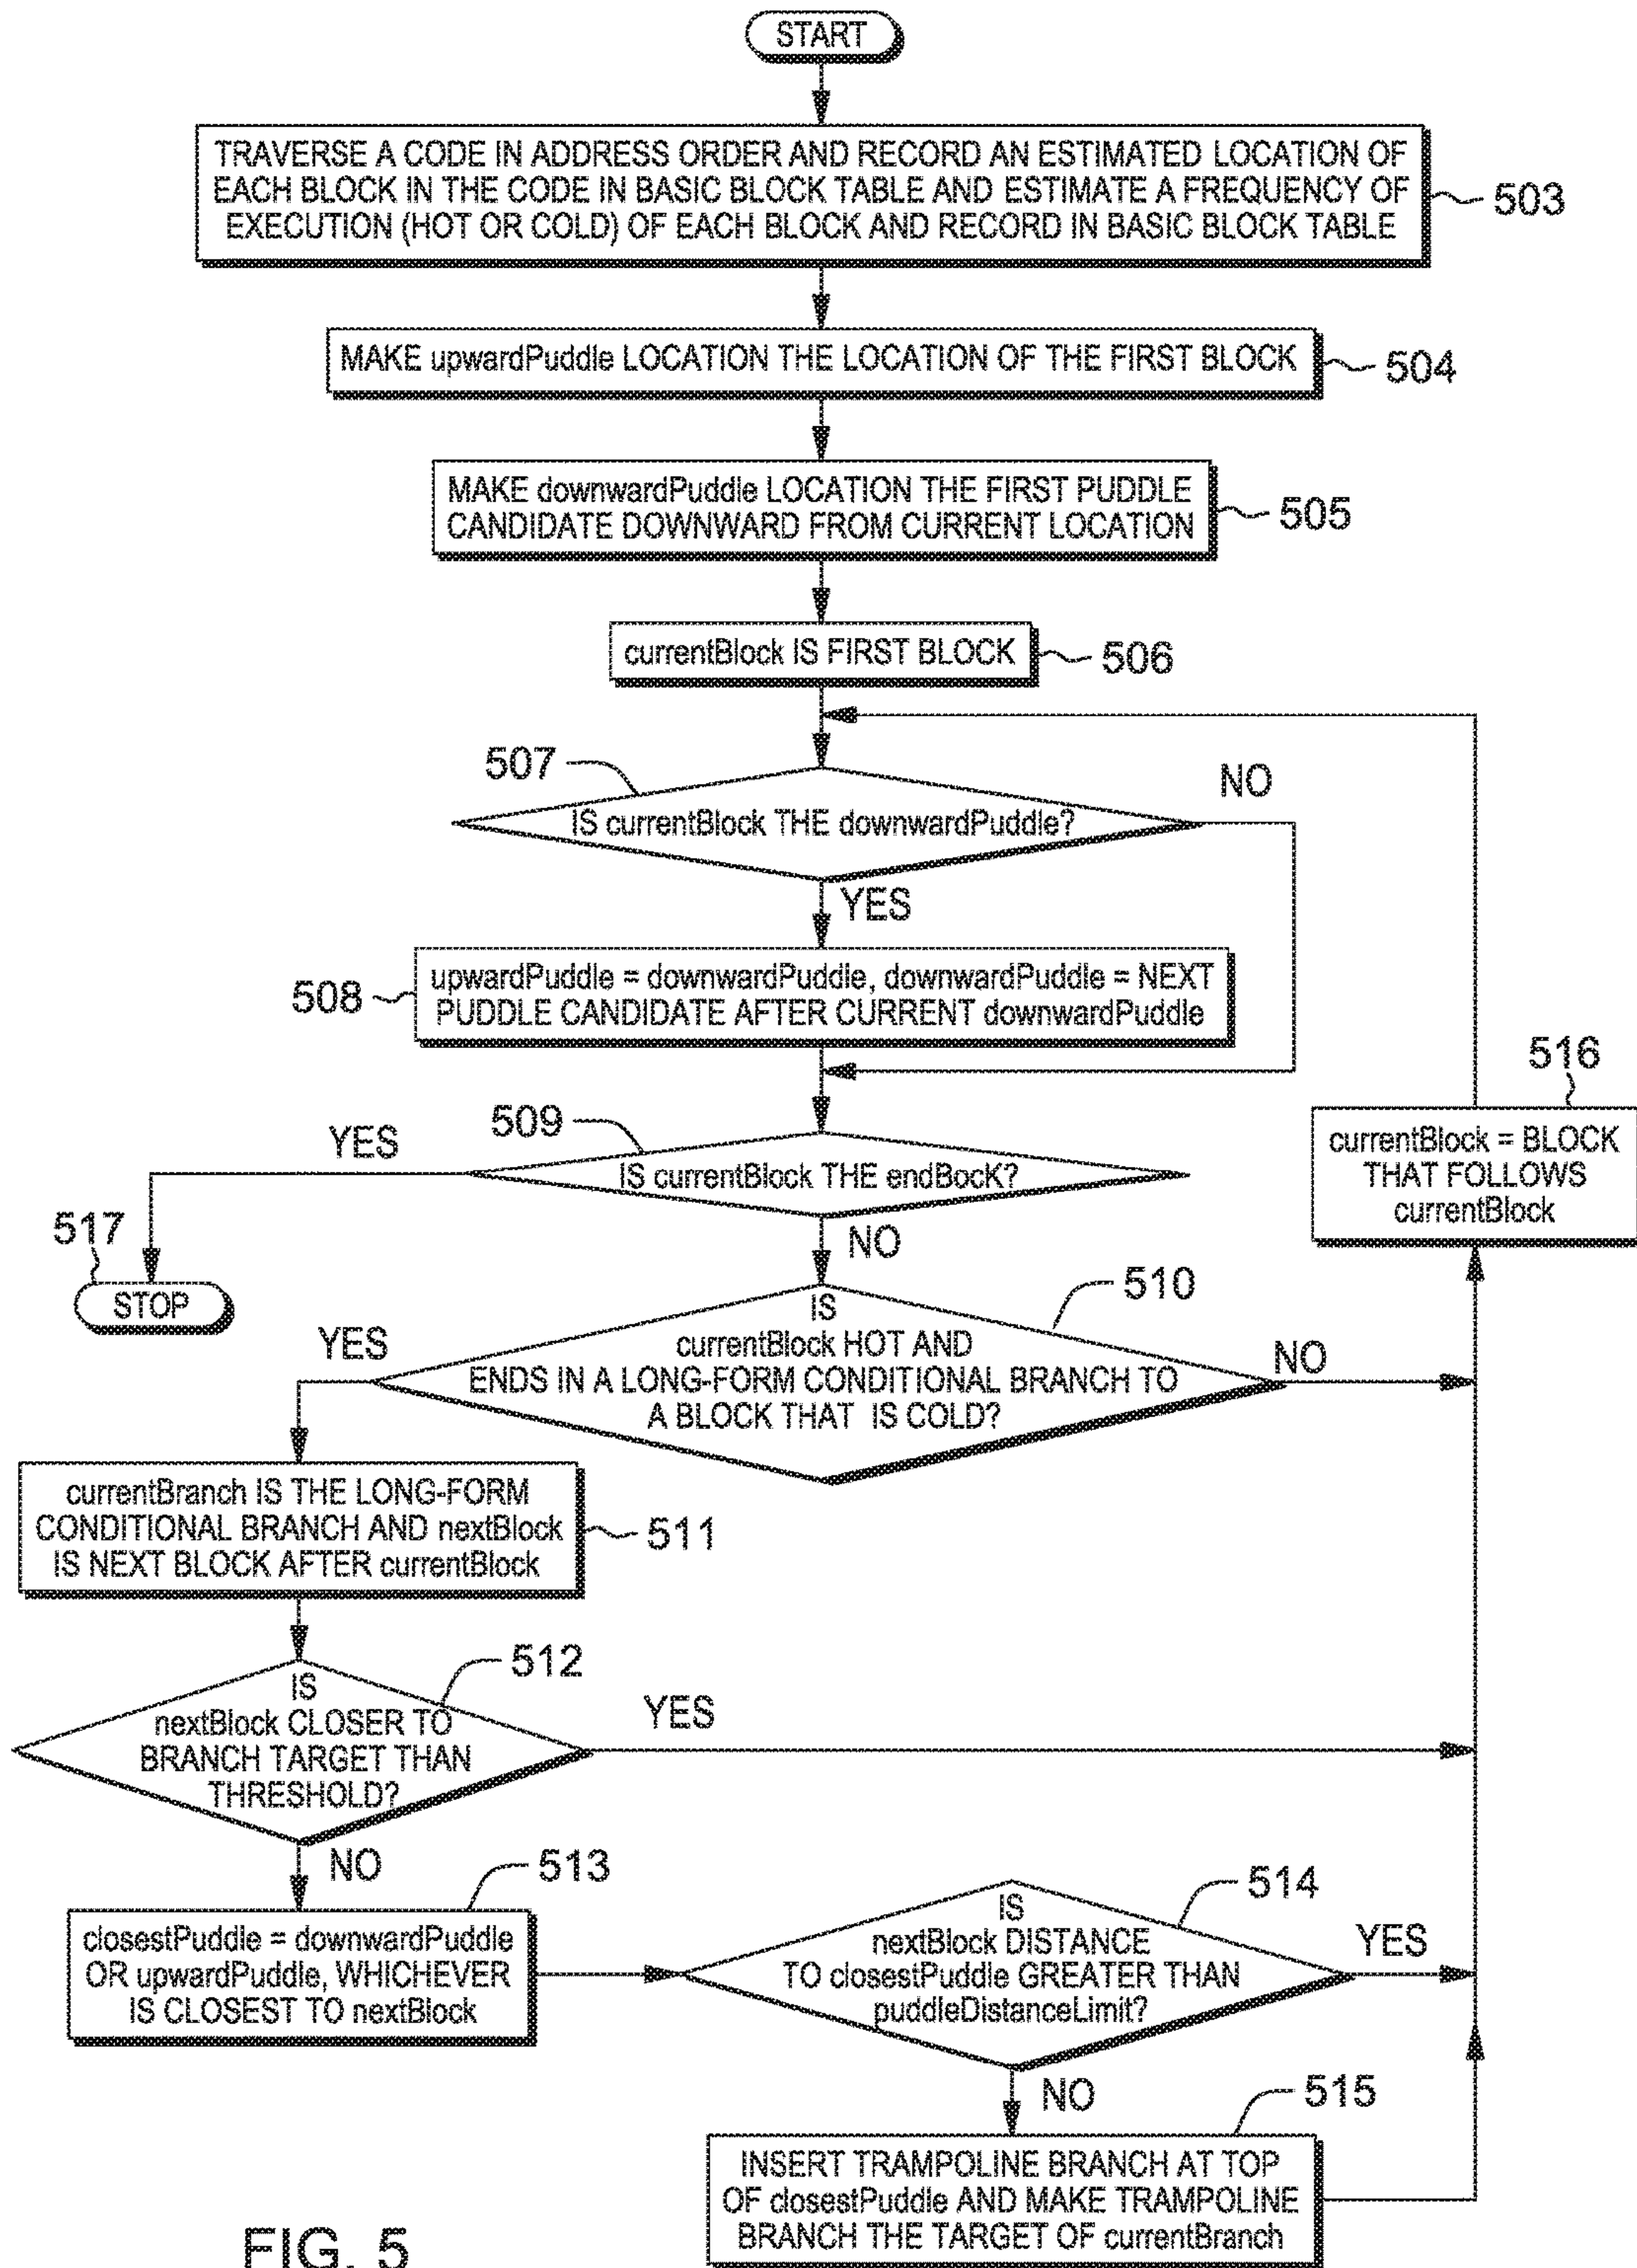 START
TRAVERSE A CODE IN ADDRESS ORDER AND RECORD AN ESTIMATED LOCATION OF
EACH BLOCK IN THE CODE IN BASIC BLOCK TABLE AND ESTIMATE A FREQUENCY OF
EXECUTION (HOT OR COLD) OF EACH BLOCK AND RECORD IN BASIC BLOCK TABLE
503
MAKE upwardPuddle LOCATION THE LOCATION OF THE FIRST BLOCK
504
MAKE downwardPuddle LOCATION THE FIRST PUDDLE
CANDIDATE DOWNWARD FROM CURRENT LOCATION
505
currentBlock IS FIRST BLOCK
506
507
IS currentBlock THE downwardPuddle?
NO
YES
508
upwardPuddle = downwardPuddle, downwardPuddle = NEXT
PUDDLE CANDIDATE AFTER CURRENT downwardPuddle
516
currentBlock = BLOCK
THAT FOLLOWS
currentBlock
509
YES
IS currentBlock THE endBocK?
NO
517
STOP
510
IS
currentBlock HOT AND
ENDS IN A LONG-FORM CONDITIONAL BRANCH TO
A BLOCK THAT IS COLD?
YES
NO
currentBranch IS THE LONG-FORM
CONDITIONAL BRANCH AND nextBlock
IS NEXT BLOCK AFTER currentBlock
511
512
IS
nextBlock CLOSER TO
BRANCH TARGET THAN
THRESHOLD?
YES
NO
513
closestPuddle = downwardPuddle
OR upwardPuddle, WHICHEVER
IS CLOSEST TO nextBlock
514
IS
nextBlock DISTANCE
TO closestPuddle GREATER THAN
puddleDistanceLimit?
YES
NO
515
INSERT TRAMPOLINE BRANCH AT TOP
OF closestPuddle AND MAKE TRAMPOLINE
BRANCH THE TARGET OF currentBranch
FIG. 5